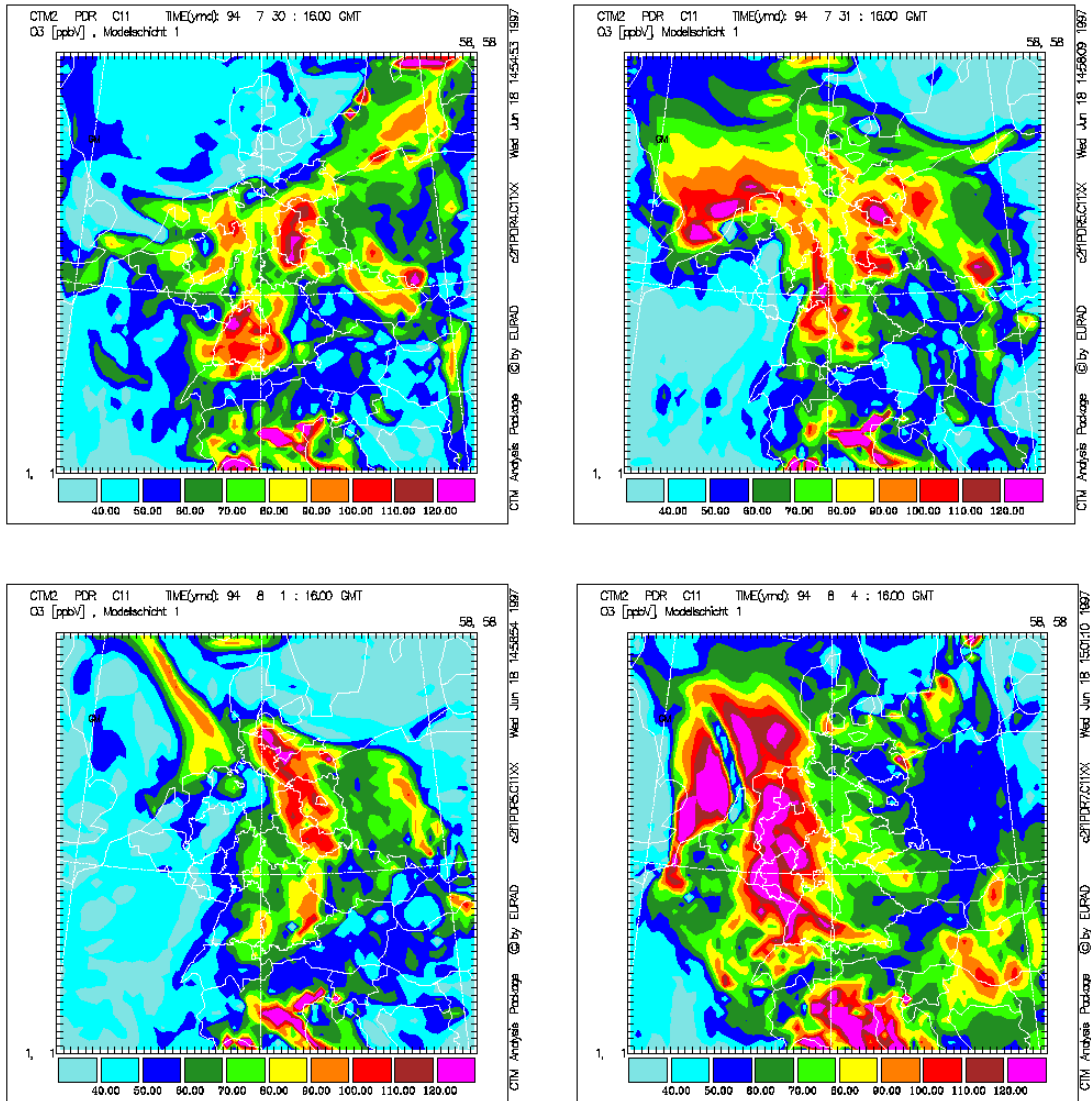 CTM2 PDR C11 TIME(ymd): 94 7 30 : 16.00 GMT
O3 [ppbV] , Modellschicht 1
58, 58
GM
1, 1
40.00 50.00 60.00 70.00 80.00 90.00 100.00 110.00 120.00
CTM Analysis Package © by EURAD c2f1PDR4.C11XX Wed Jun 18 14:54:53 1997
CTM2 PDR C11 TIME(ymd): 94 7 31 : 16.00 GMT
O3 [ppbV] , Modellschicht 1
58, 58
GM
1, 1
40.00 50.00 60.00 70.00 80.00 90.00 100.00 110.00 120.00
CTM Analysis Package © by EURAD c2f1PDR5.C11XX Wed Jun 18 14:58:09 1997
CTM2 PDR C11 TIME(ymd): 94 8 1 : 16.00 GMT
O3 [ppbV] , Modellschicht 1
58, 58
GM
1, 1
40.00 50.00 60.00 70.00 80.00 90.00 100.00 110.00 120.00
CTM Analysis Package © by EURAD c2f1PDR5.C11XX Wed Jun 18 14:58:54 1997
CTM2 PDR C11 TIME(ymd): 94 8 4 : 16.00 GMT
O3 [ppbV] , Modellschicht 1
58, 58
GM
1, 1
40.00 50.00 60.00 70.00 80.00 90.00 100.00 110.00 120.00
CTM Analysis Package © by EURAD c2f1PDR7.C11XX Wed Jun 18 15:01:10 1997